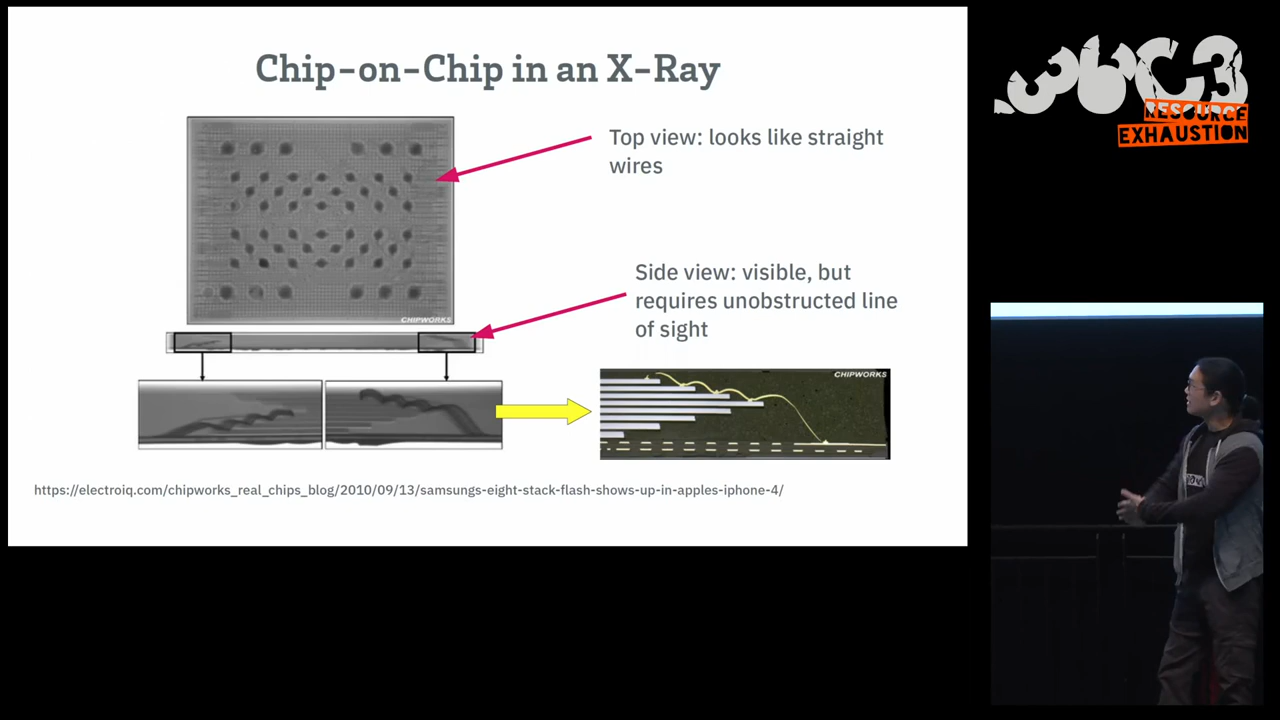 Chip-on-Chip in an X-Ray
Top view: looks like straight
wires
CHIPWORKS
Side view: visible, but
requires unobstructed line
of sight
CHIPWORKS
https://electroiq.com/chipworks_real_chips_blog/2010/09/13/samsungs-eight-stack-flash-shows-up-in-apples-iphone-4/
36C3
RESOURCE
EXHAUSTION